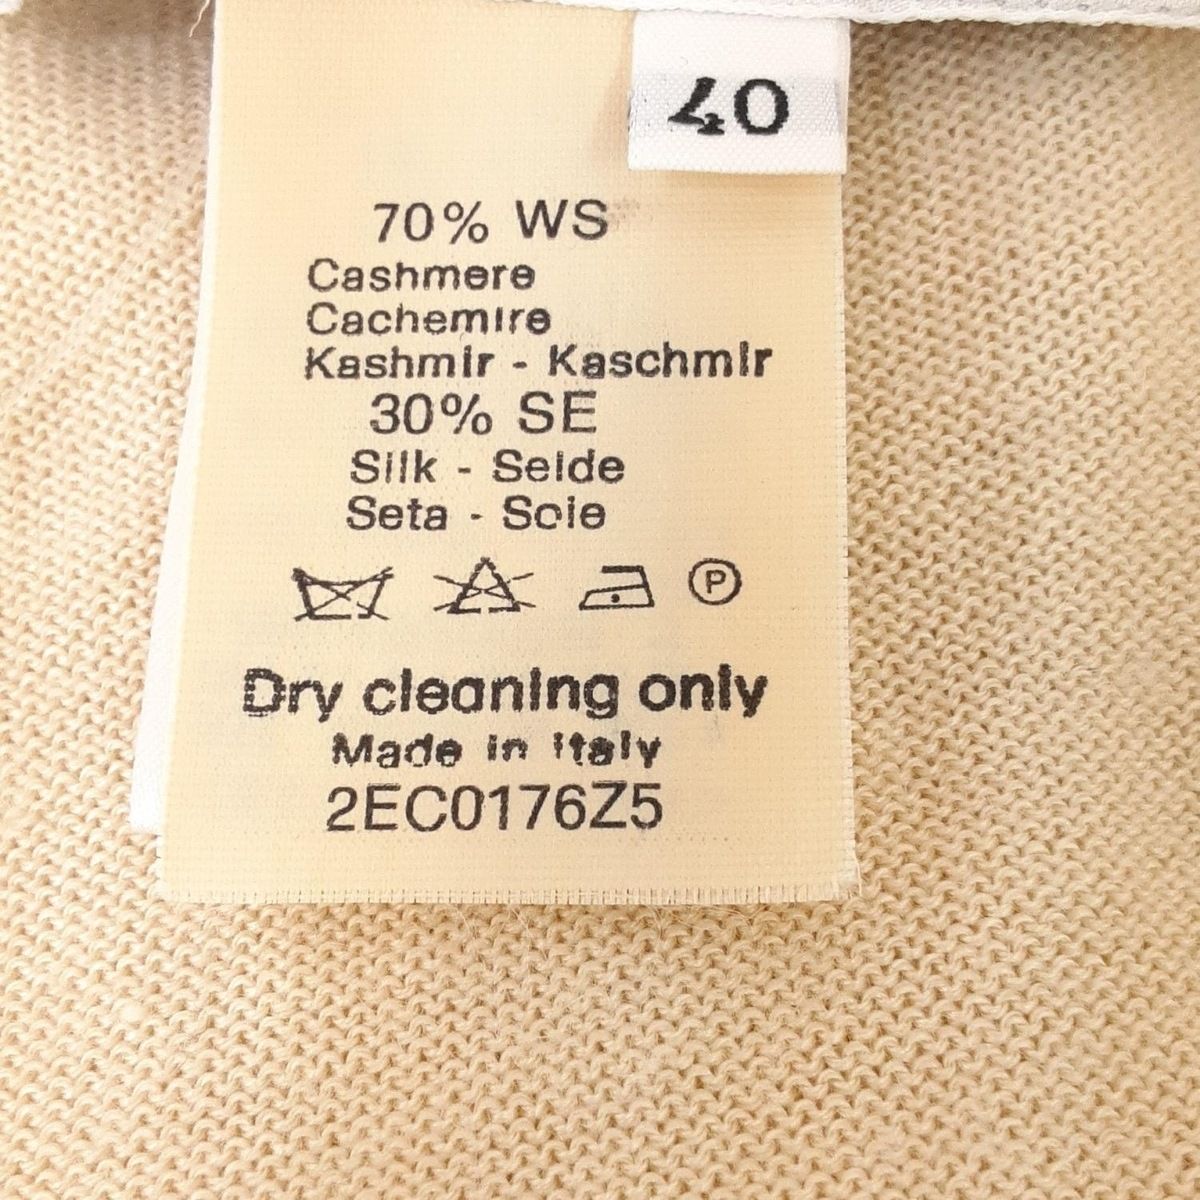 40
70% WS
Cashmere
Cachemire
Kashmir - Kaschmir
30% SE
Silk - Seide
Seta - Soie
P
Dry cleaning only
Made in Italy
2EC0176Z5